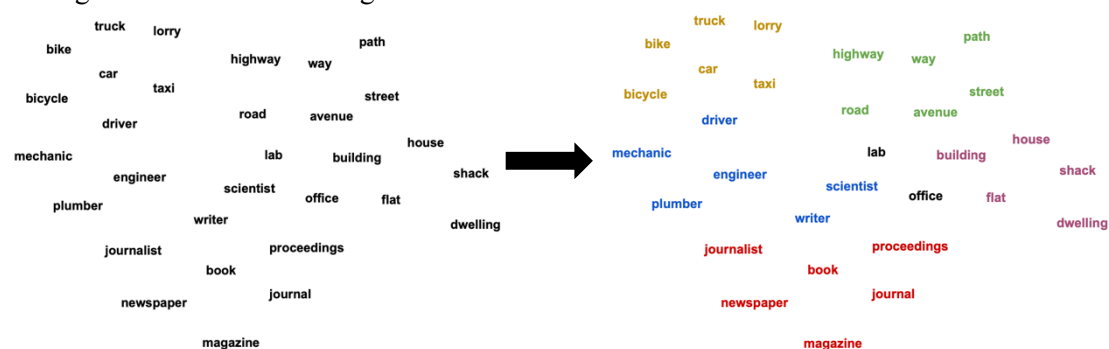 truck
lorry
bike
path
highway
way
car
taxi
bicycle
street
road
avenue
driver
house
mechanic
lab
building
shack
engineer
scientist
office
flat
plumber
writer
dwelling
journalist
proceedings
book
newspaper
journal
magazine
truck
lorry
bike
path
highway
way
car
taxi
bicycle
street
road
avenue
driver
house
mechanic
lab
building
shack
engineer
scientist
office
flat
plumber
writer
dwelling
journalist
proceedings
book
newspaper
journal
magazine